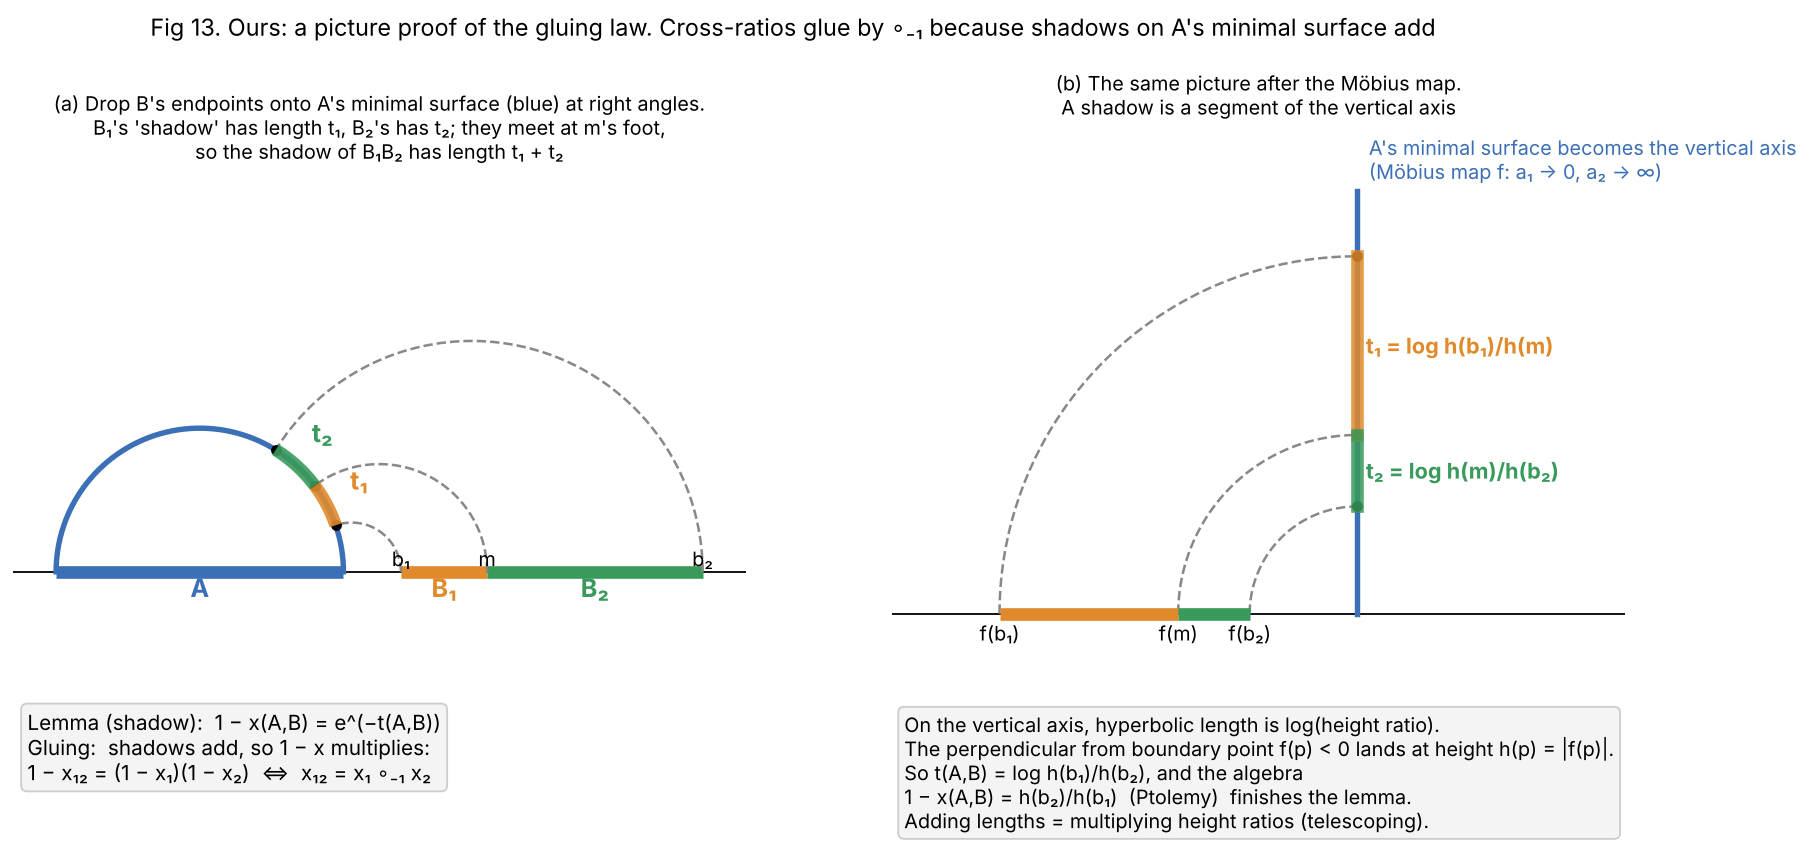 Fig 13. Ours: a picture proof of the gluing law. Cross-ratios glue by ∘₋₁ because shadows on A's minimal surface add
(a) Drop B's endpoints onto A's minimal surface (blue) at right angles.
B₁'s 'shadow' has length t₁, B₂'s has t₂; they meet at m's foot,
so the shadow of B₁B₂ has length t₁ + t₂
t₂
t₁
b₁
m
b₂
A
B₁
B₂
Lemma (shadow):  1 − x(A,B) = e^(−t(A,B))
Gluing:  shadows add, so 1 − x multiplies:
1 − x₁₂ = (1 − x₁)(1 − x₂)  ⇔  x₁₂ = x₁ ∘₋₁ x₂
(b) The same picture after the Möbius map.
A shadow is a segment of the vertical axis
A's minimal surface becomes the vertical axis
(Möbius map f: a₁ → 0, a₂ → ∞)
t₁ = log h(b₁)/h(m)
t₂ = log h(m)/h(b₂)
f(b₁)
f(m)
f(b₂)
On the vertical axis, hyperbolic length is log(height ratio).
The perpendicular from boundary point f(p) < 0 lands at height h(p) = |f(p)|.
So t(A,B) = log h(b₁)/h(b₂), and the algebra
1 − x(A,B) = h(b₂)/h(b₁)  (Ptolemy)  finishes the lemma.
Adding lengths = multiplying height ratios (telescoping).